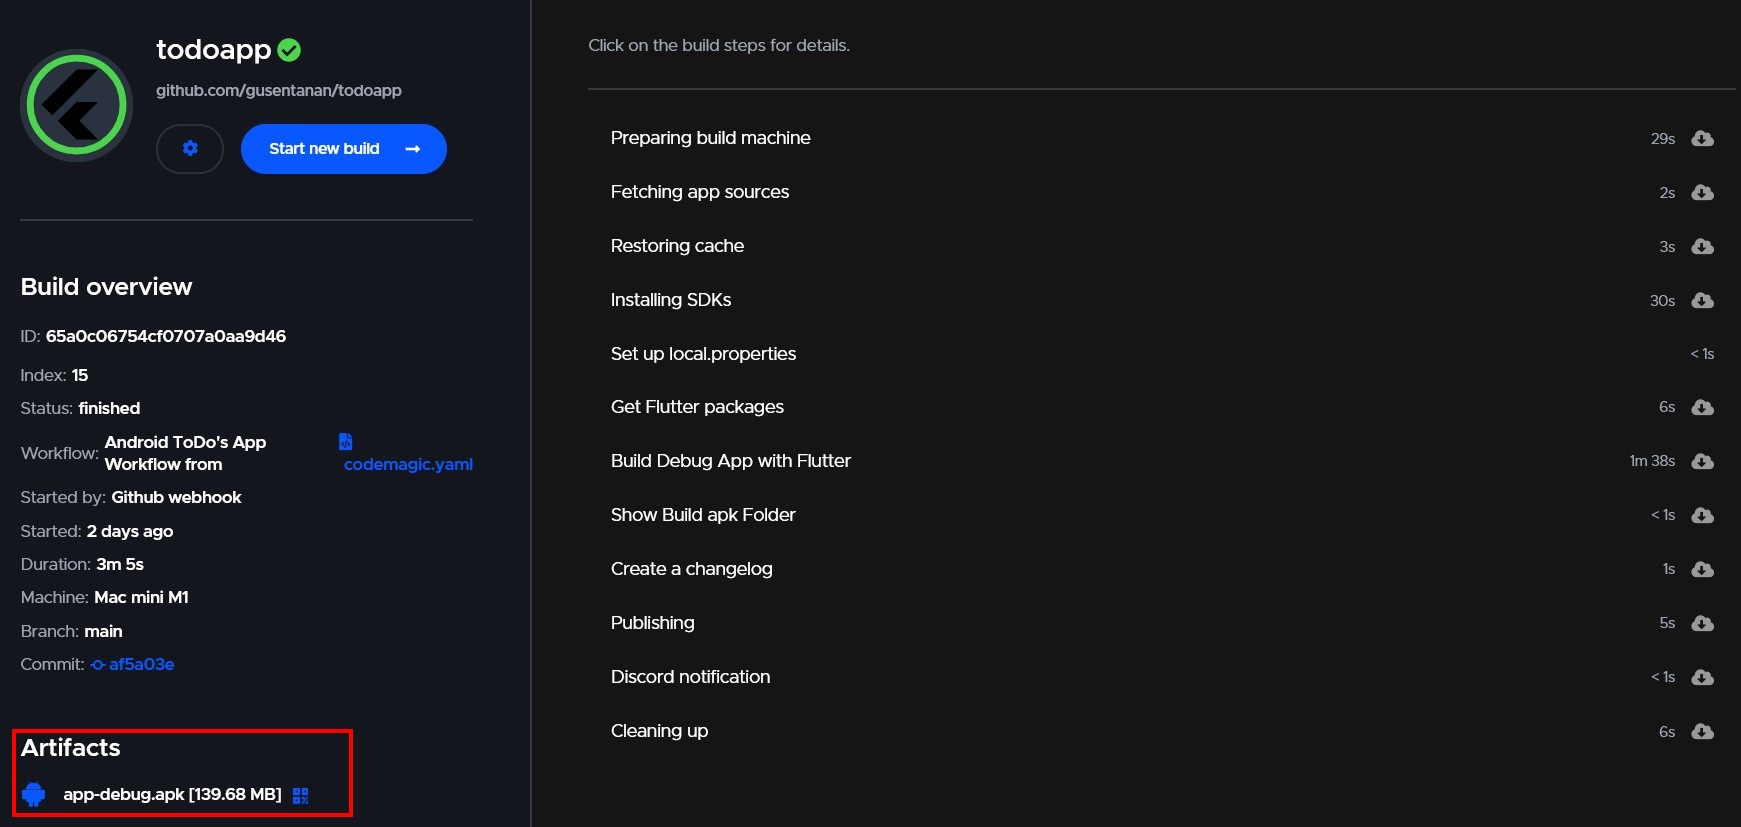 todoapp
github.com/gusentanan/todoapp
Start new build
Build overview
ID: 65a0c06754cf0707a0aa9d46
Index: 15
Status: finished
Workflow: Android ToDo's App Workflow from codemagic.yaml
Started by: Github webhook
Started: 2 days ago
Duration: 3m 5s
Machine: Mac mini M1
Branch: main
Commit: af5a03e
Artifacts
app-debug.apk [139.68 MB]
Click on the build steps for details.
Preparing build machine 29s
Fetching app sources 2s
Restoring cache 3s
Installing SDKs 30s
Set up local.properties < 1s
Get Flutter packages 6s
Build Debug App with Flutter 1m 38s
Show Build apk Folder < 1s
Create a changelog 1s
Publishing 5s
Discord notification < 1s
Cleaning up 6s